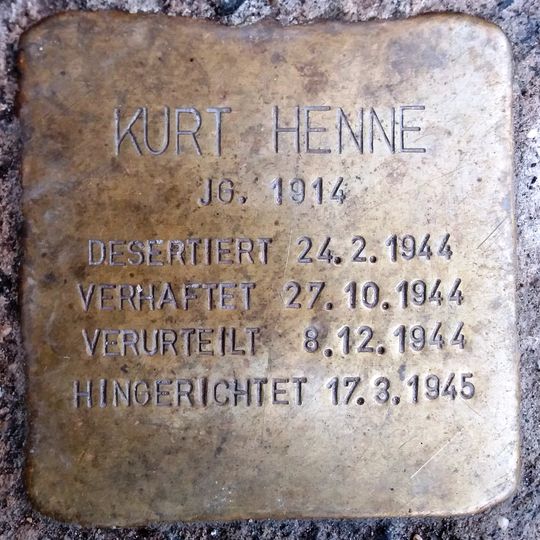 KURT HENNE
JG. 1914
DESERTIERT 24.2.1944
VERHAFTET 27.10.1944
VERURTEILT 8.12.1944
HINGERICHTET 17.3.1945